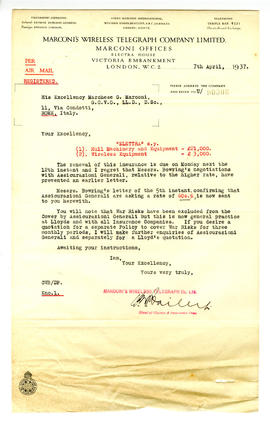 MARCONI'S WIRELESS TELEGRAPH COMPANY LIMITED.
MARCONI OFFICES
ELECTRA HOUSE
VICTORIA EMBANKMENT
LONDON, W.C.2.
PER
AIR MAIL
REGISTERED.
7th April, 1937.
His Excellency Marchese G. Marconi,
G.C.V.O., LL.D., D.Sc.,
11, Via Condotti,
ROME, Italy.
Your Excellency,
"ELETTRA" s.y.
(1). Hull Machinery and Equipment - £21,000.
(2). Wireless Equipment - £ 3,000.
The renewal of this insurance is due on Monday next the
12th instant and I regret that Messrs. Bowring's negotiations
with Assicurazioni Generali, relative to the higher rate, have
prevented an earlier letter.
Messrs. Bowring's letter of the 5th instant confirming that
Assicurazioni Generali are asking a rate of
is now sent
to you herewith.
You will note that War Risks have been excluded from the
Cover by Assicurazioni Generali but this is now general practice
at Lloyds and with all Insurance Companies. If you desire a
quotation for a separate Policy to cover War Risks for three
monthly periods, I will make further enquiries of Assicurazioni
Generali and separately for a Lloyd's quotation.
Awaiting your instructions,
I am,
Your Excellency,
Yours very truly,
Enc.1.
MARCONI'S WIRELESS TELEGRAPH CO. LTD.